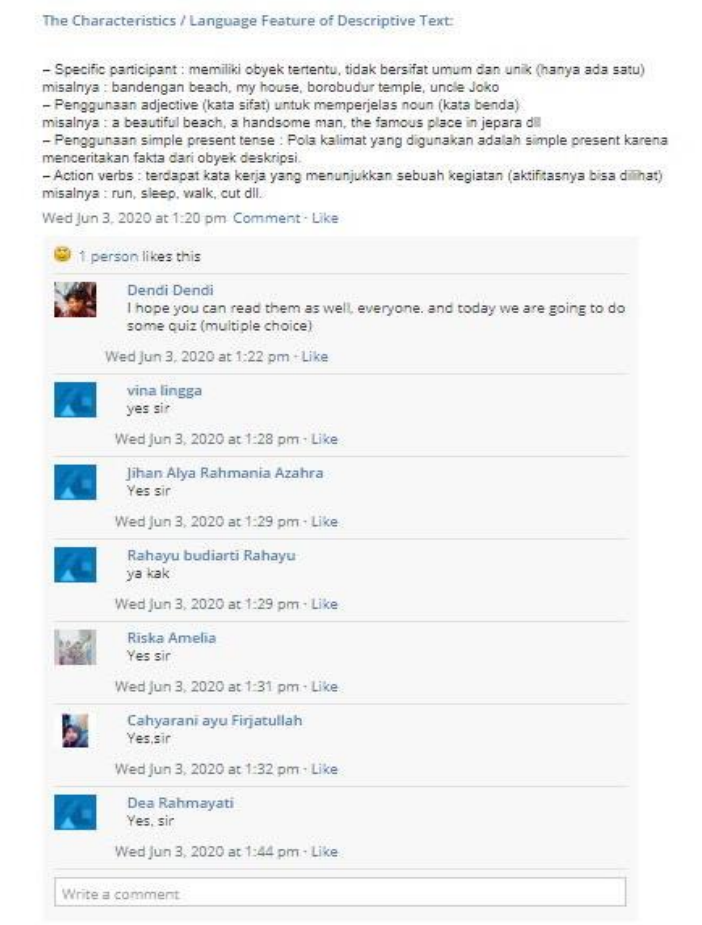 The Characteristics / Language Feature of Descriptive Text:
– Specific participant : memiliki obyek tertentu, tidak bersifat umum dan unik (hanya ada satu)
misalnya : bandengan beach, my house, borobudur temple, uncle Joko
– Penggunaan adjective (kata sifat) untuk memperjelas noun (kata benda)
misalnya : a beautiful beach, a handsome man, the famous place in jepara dll
– Penggunaan simple present tense : Pola kalimat yang digunakan adalah simple present karena
menceritakan fakta dari obyek deskripsi.
– Action verbs : terdapat kata kerja yang menunjukkan sebuah kegiatan (aktifitasnya bisa dilihat)
misalnya : run, sleep, walk, cut dll.
Wed Jun 3, 2020 at 1:20 pm Comment · Like
1 person likes this
Dendi Dendi
I hope you can read them as well, everyone. and today we are going to do
some quiz (multiple choice)
Wed Jun 3, 2020 at 1:22 pm · Like
vina lingga
yes sir
Wed Jun 3, 2020 at 1:28 pm · Like
Jihan Alya Rahmania Azahra
Yes sir
Wed Jun 3, 2020 at 1:29 pm · Like
Rahayu budiarti Rahayu
ya kak
Wed Jun 3, 2020 at 1:29 pm · Like
Riska Amelia
Yes sir
Wed Jun 3, 2020 at 1:31 pm · Like
Cahyarani ayu Firjatullah
Yes,sir
Wed Jun 3, 2020 at 1:32 pm · Like
Dea Rahmayati
Yes, sir
Wed Jun 3, 2020 at 1:44 pm · Like
Write a comment